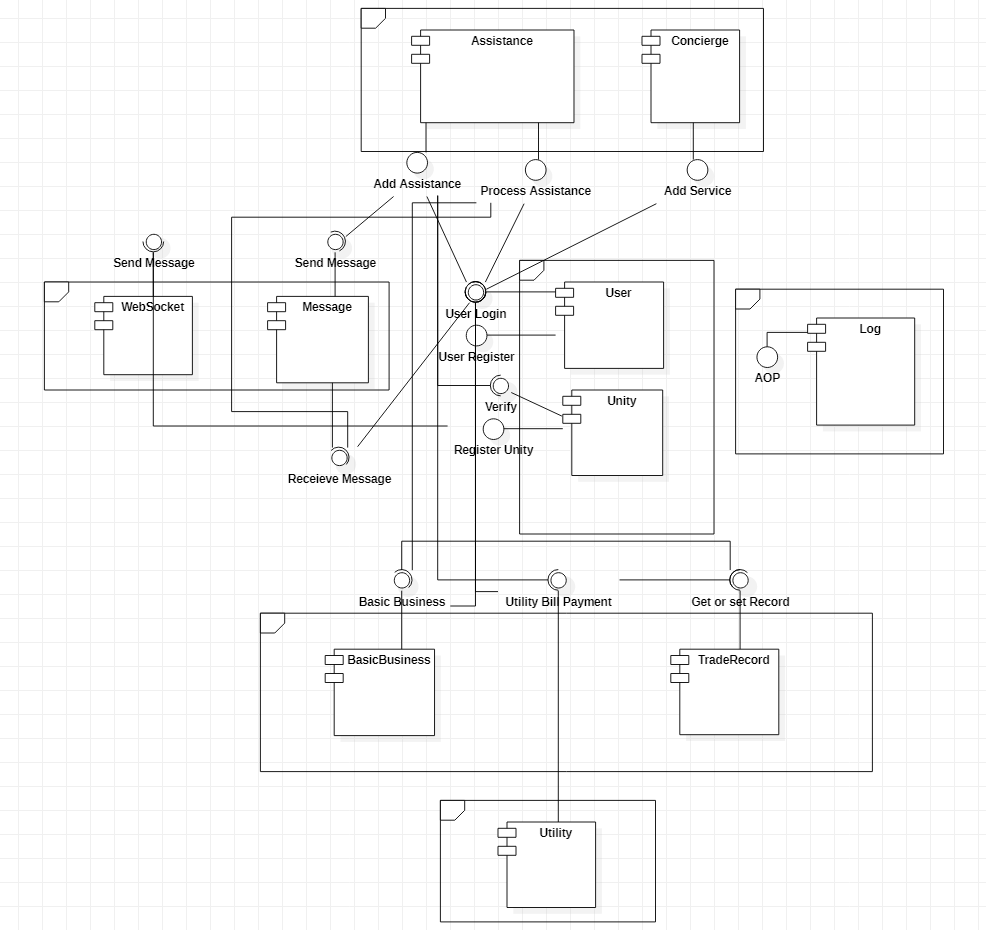 Assistance
Concierge
Add Assistance
Process Assistance
Add Service
Send Message
Send Message
WebSocket
Message
User
Log
User Login
User Register
AOP
Verify
Unity
Register Unity
Receieve Message
Basic Business
Utility Bill Payment
Get or set Record
BasicBusiness
TradeRecord
Utility